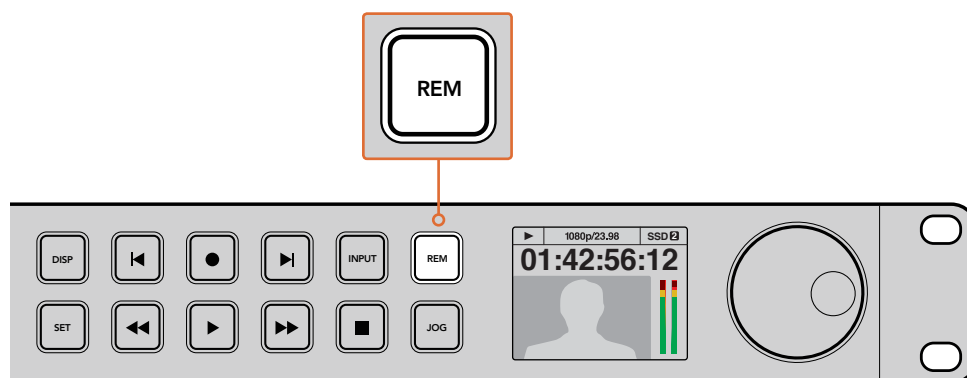 REM
DISP
INPUT
REM
1080p/23.98
SSD 2
01:42:56:12
SET
JOG